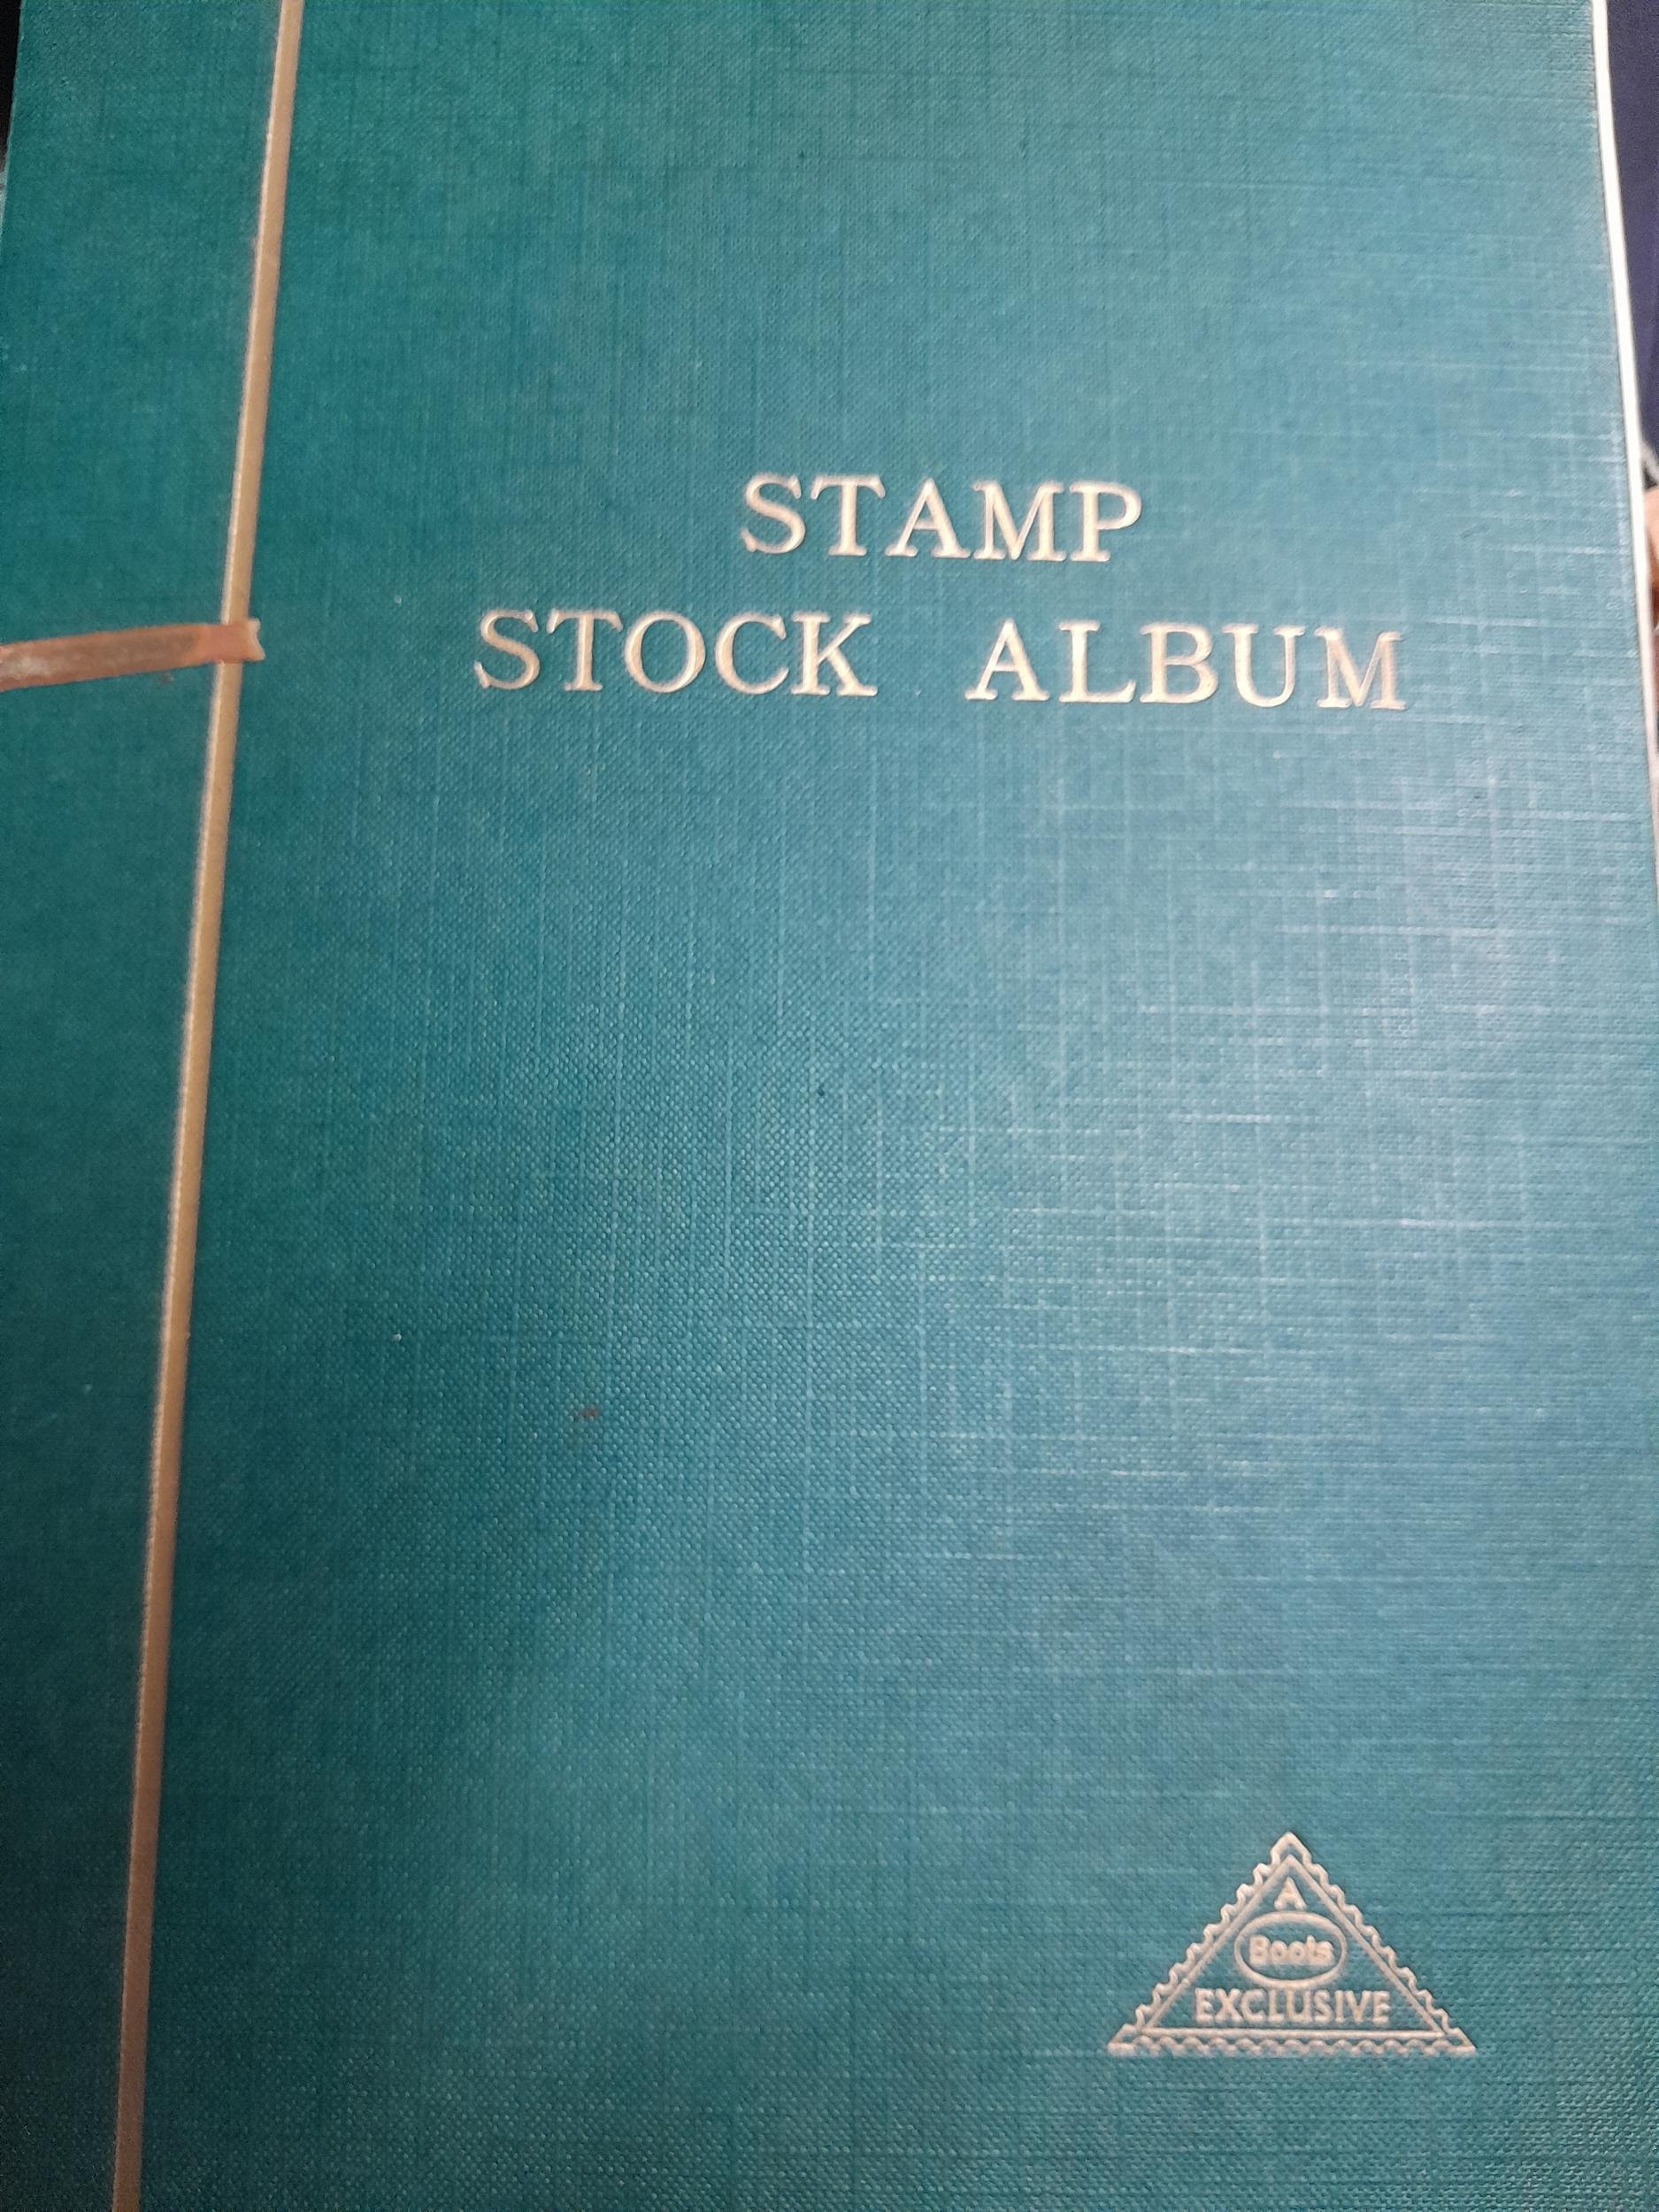 STAMP
STOCK ALBUM
A
Boots
EXCLUSIVE